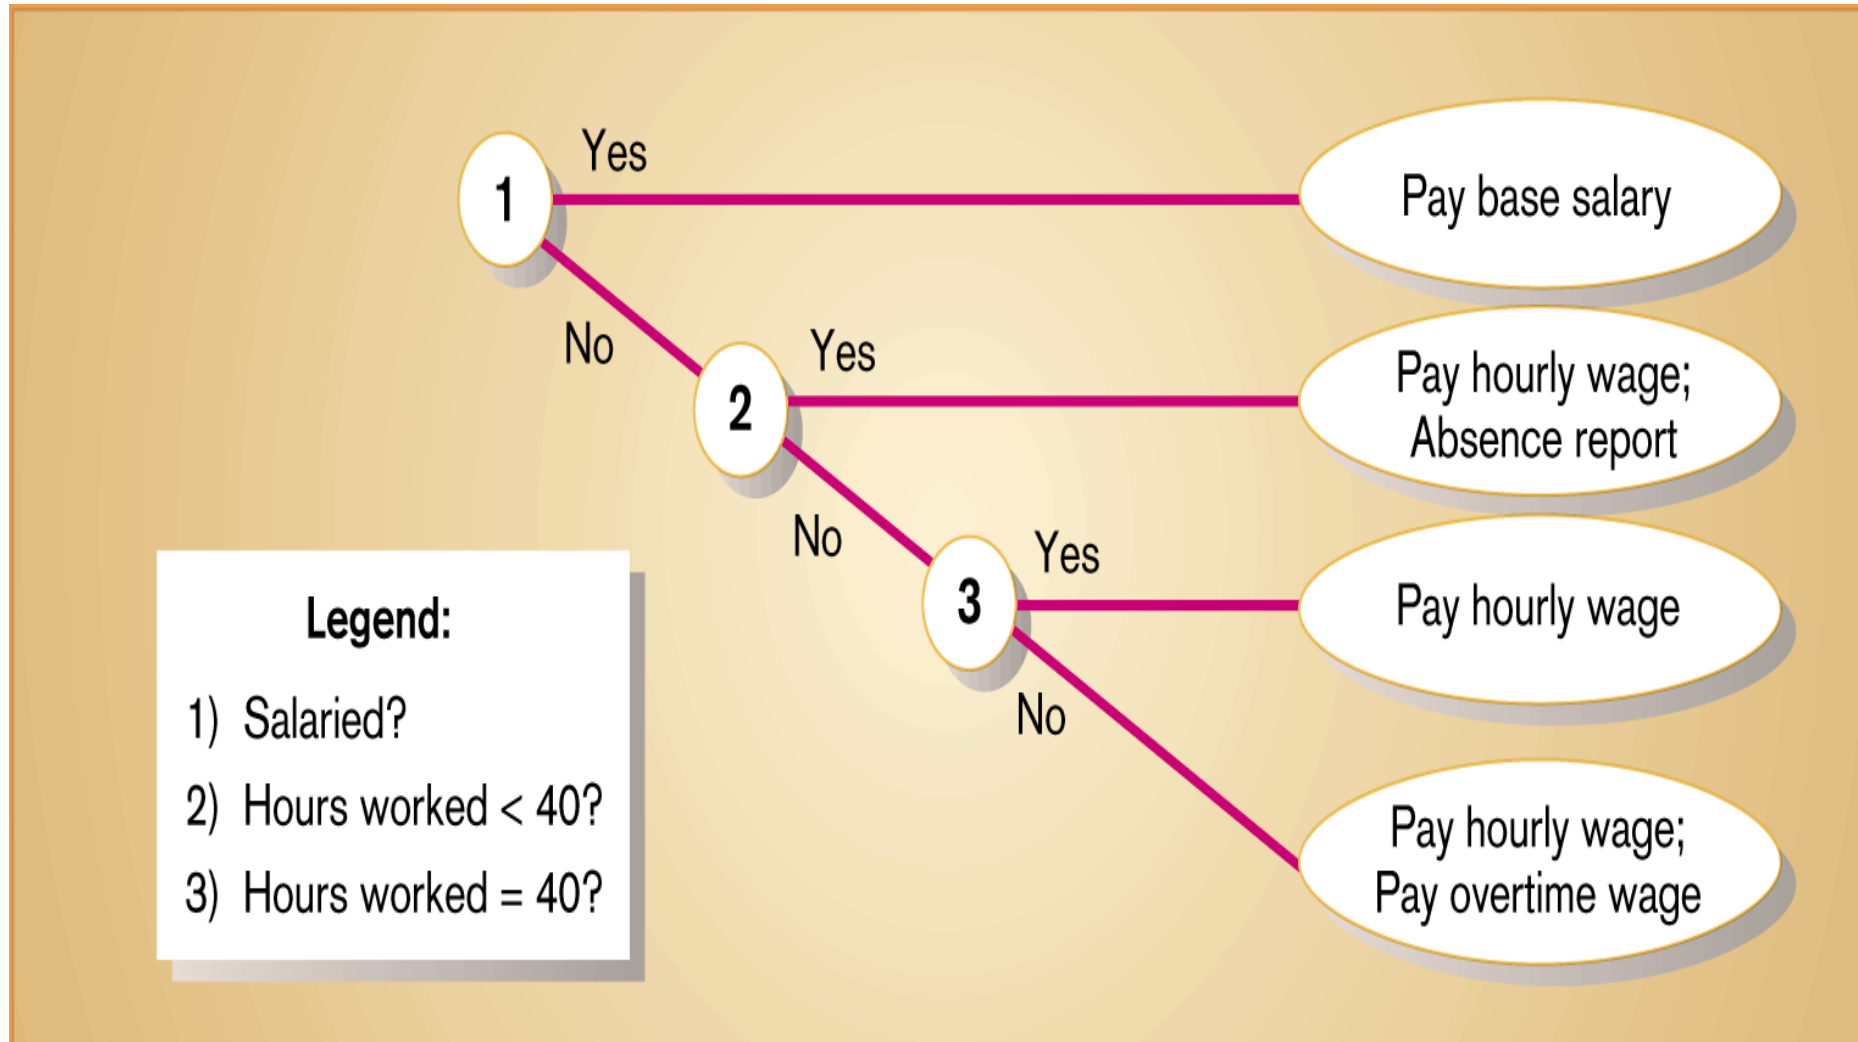 1
Yes
Pay base salary
No
2
Yes
Pay hourly wage;
Absence report
No
3
Yes
Pay hourly wage
No
Pay hourly wage;
Pay overtime wage
Legend:
1) Salaried?
2) Hours worked < 40?
3) Hours worked = 40?